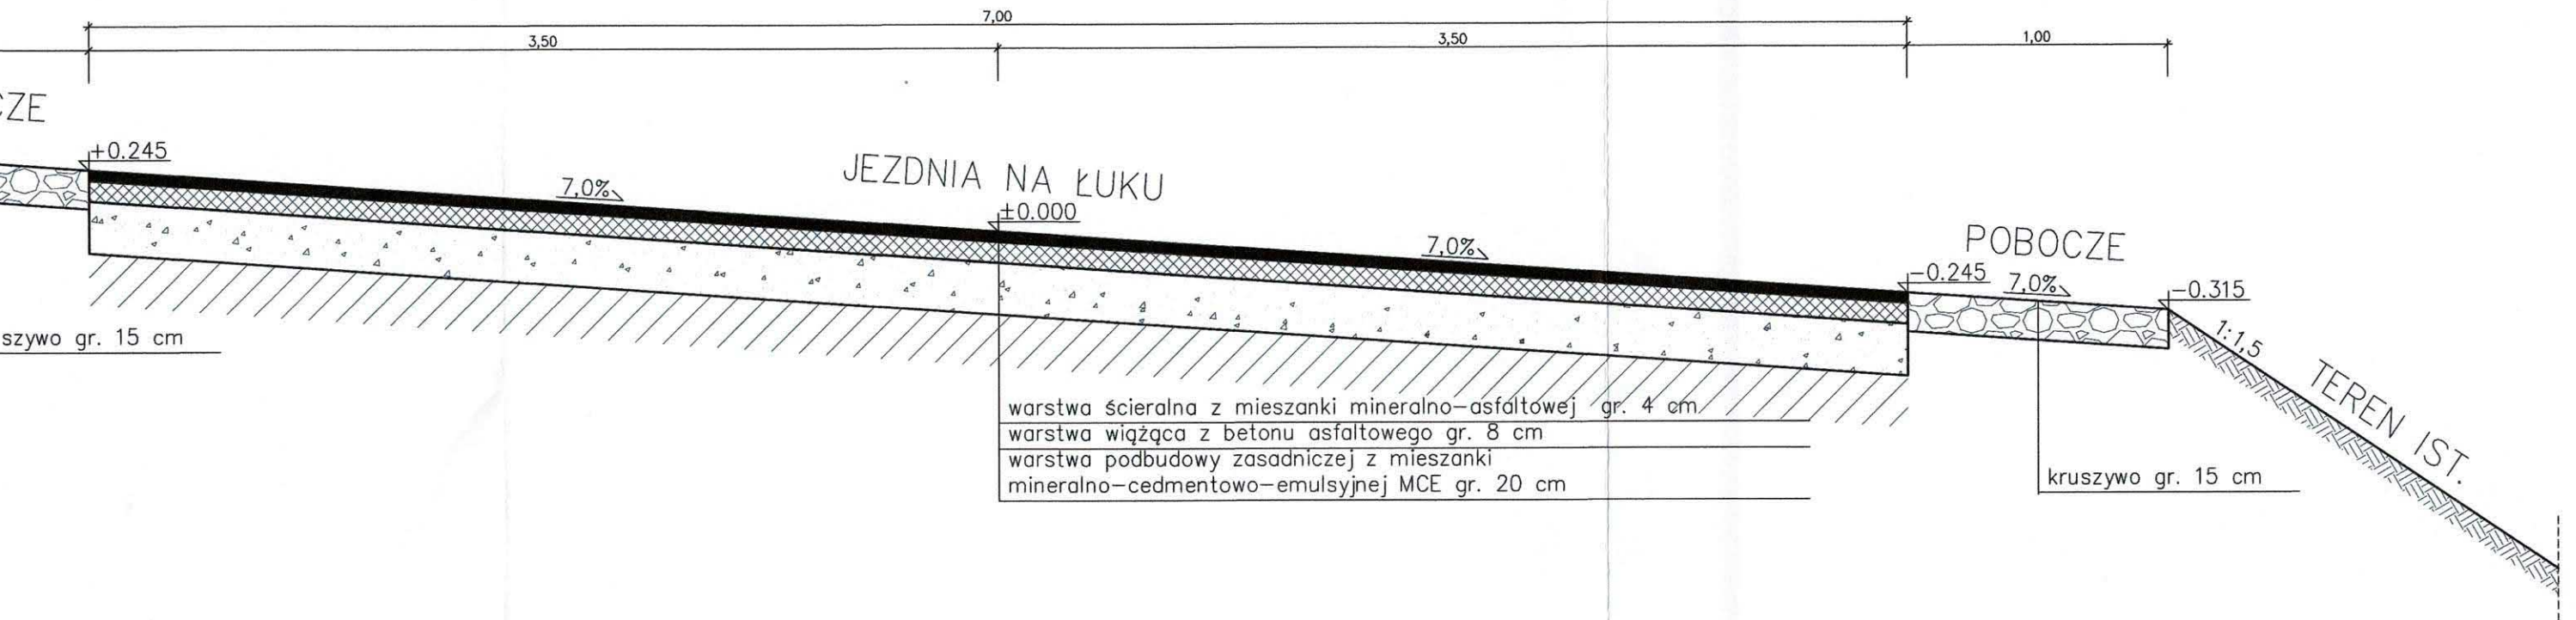 7,00
3,50
3,50
1,00
CZE
+0.245
7,0%
JEZDNIA NA ŁUKU
±0.000
7,0%
POBOCZE
-0.245
7,0%
-0.315
1:1,5
TEREN IST.
szywo gr. 15 cm
warstwa ścieralna z mieszanki mineralno-asfaltowej gr. 4 cm
warstwa wiążąca z betonu asfaltowego gr. 8 cm
warstwa podbudowy zasadniczej z mieszanki
mineralno-cedmentowo-emulsyjnej MCE gr. 20 cm
kruszywo gr. 15 cm